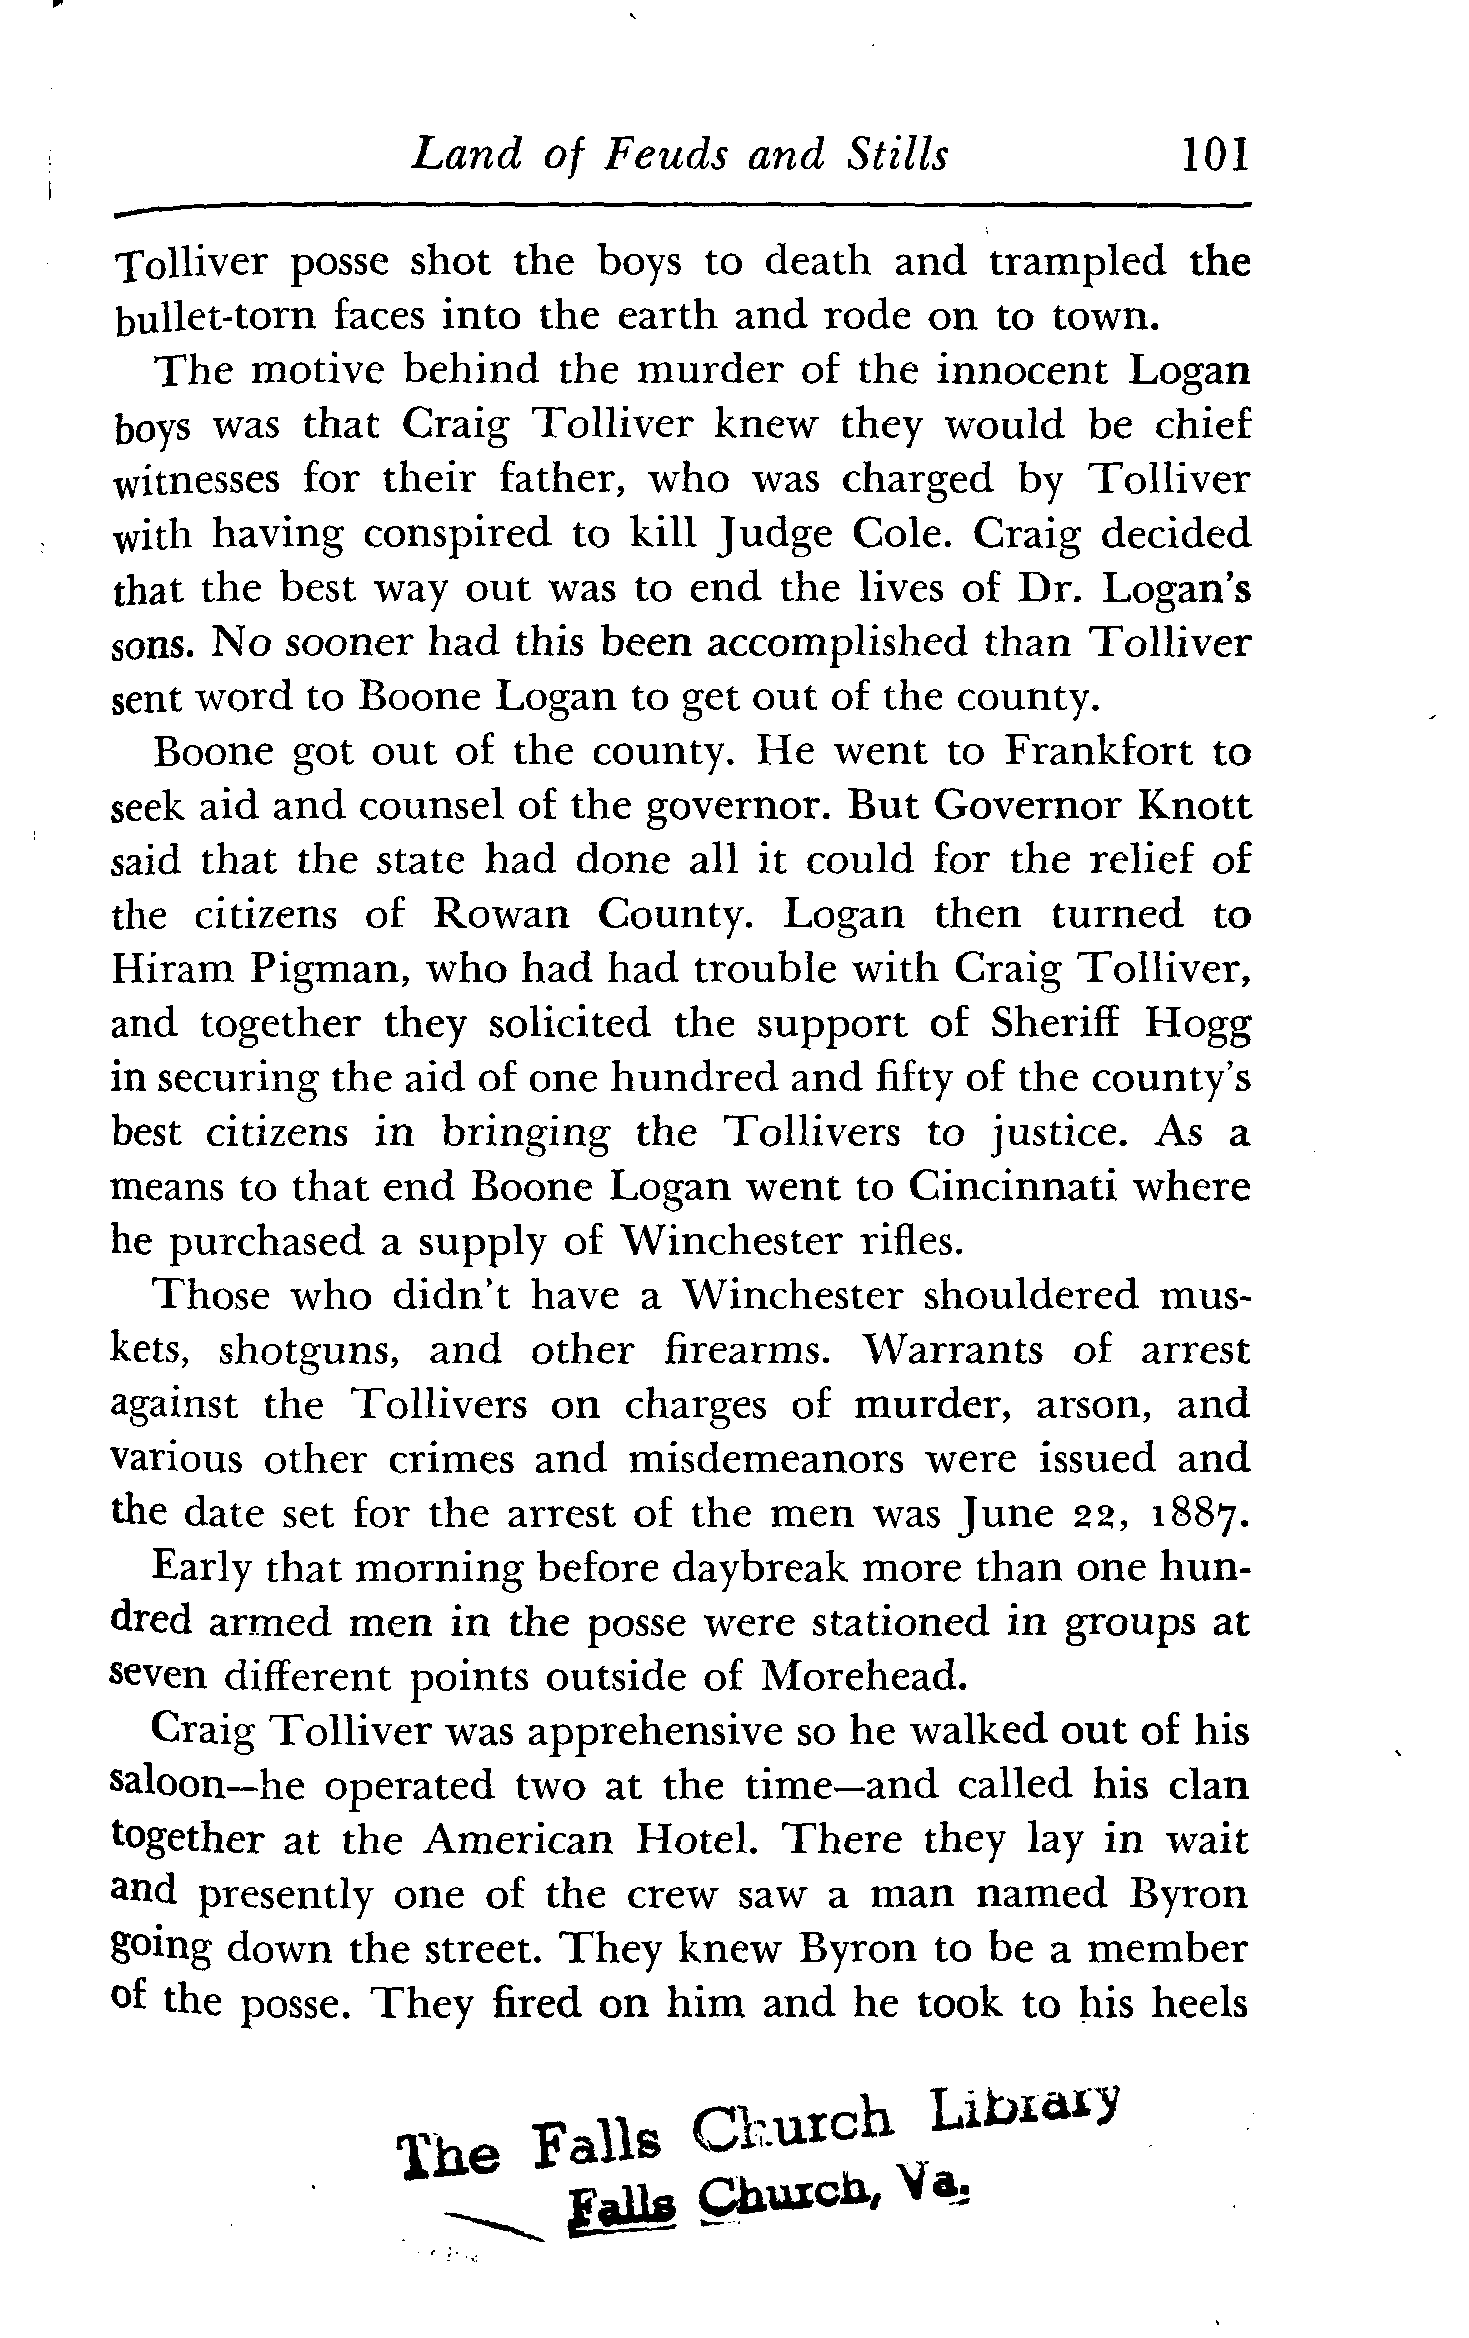 Land of Feuds and Stills 101
Tolliver posse shot the boys to death and trampled the
bullet-torn faces into the earth and rode on to town.
The motive behind the murder of the innocent Logan
boys was that Craig Tolliver knew they would be chief
witnesses for their father, who was charged by Tolliver
with having conspired to kill Judge Cole. Craig decided
that the best way out was to end the lives of Dr. Logan's
sons. No sooner had this been accomplished than Tolliver
sent word to Boone Logan to get out of the county.
Boone got out of the county. He went to Frankfort to
seek aid and counsel of the governor. But Governor Knott
said that the state had done all it could for the relief of
the citizens of Rowan County. Logan then turned to
Hiram Pigman, who had had trouble with Craig Tolliver,
and together they solicited the support of Sheriff Hogg
in securing the aid of one hundred and fifty of the county's
best citizens in bringing the Tollivers to justice. As a
means to that end Boone Logan went to Cincinnati where
he purchased a supply of Winchester rifles.
Those who didn't have a Winchester shouldered mus-
kets, shotguns, and other firearms. Warrants of arrest
against the Tollivers on charges of murder, arson, and
various other crimes and misdemeanors were issued and
the date set for the arrest of the men was June 22, 1887.
Early that morning before daybreak more than one hun-
dred armed men in the posse were stationed in groups at
seven different points outside of Morehead.
Craig Tolliver was apprehensive so he walked out of his
saloon—he operated two at the time—and called his clan
together at the American Hotel. There they lay in wait
and presently one of the crew saw a man named Byron
going down the street. They knew Byron to be a member
of the posse. They fired on him and he took to his heels
The Falls Church Library
Falls Church, Va.